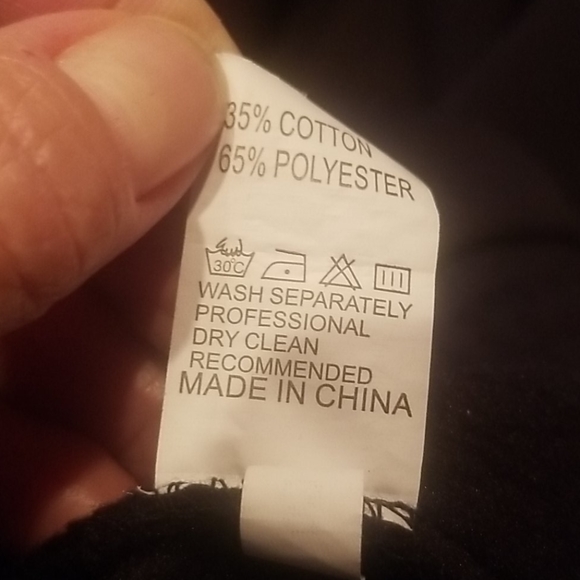 35% COTTON
65% POLYESTER
30°C
WASH SEPARATELY
PROFESSIONAL
DRY CLEAN
RECOMMENDED
MADE IN CHINA